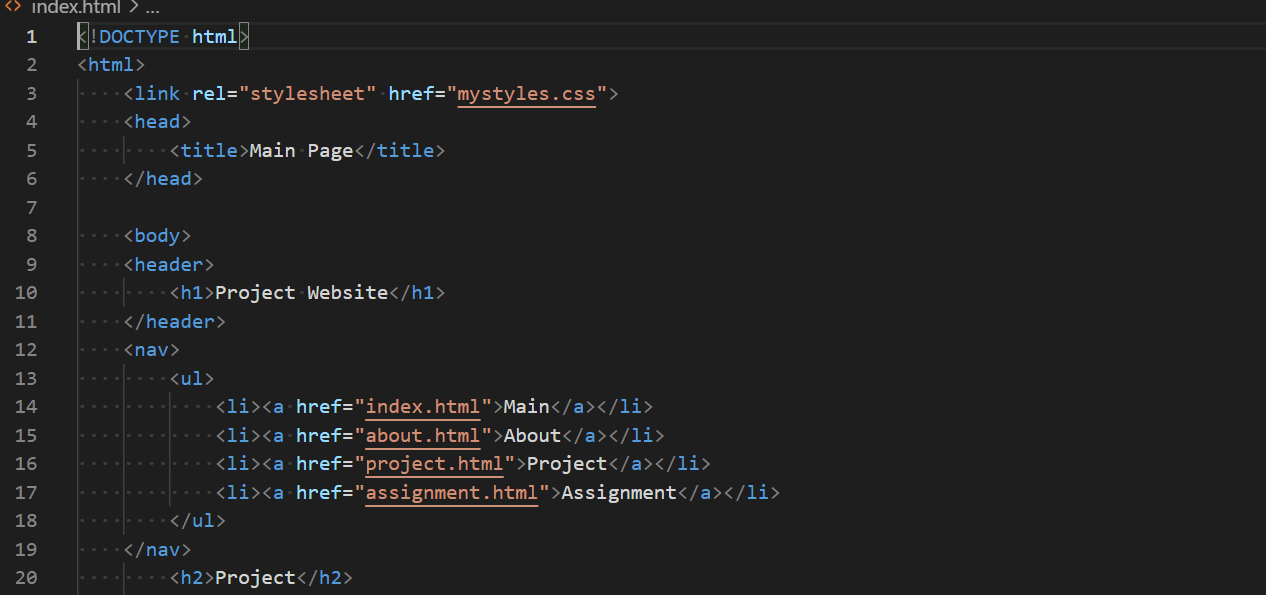 index.html > ...
1 <!DOCTYPE html>
2 <html>
3     <link rel="stylesheet" href="mystyles.css">
4     <head>
5         <title>Main Page</title>
6     </head>
7
8     <body>
9     <header>
10         <h1>Project Website</h1>
11     </header>
12     <nav>
13         <ul>
14             <li><a href="index.html">Main</a></li>
15             <li><a href="about.html">About</a></li>
16             <li><a href="project.html">Project</a></li>
17             <li><a href="assignment.html">Assignment</a></li>
18         </ul>
19     </nav>
20         <h2>Project</h2>